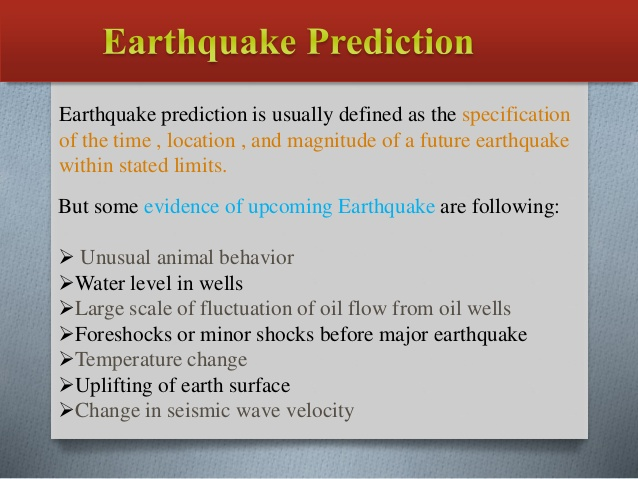 Earthquake Prediction
Earthquake prediction is usually defined as the specification
of the time , location , and magnitude of a future earthquake
within stated limits.
But some evidence of upcoming Earthquake are following:
➢ Unusual animal behavior
➢Water level in wells
➢Large scale of fluctuation of oil flow from oil wells
➢Foreshocks or minor shocks before major earthquake
➢Temperature change
➢Uplifting of earth surface
➢Change in seismic wave velocity